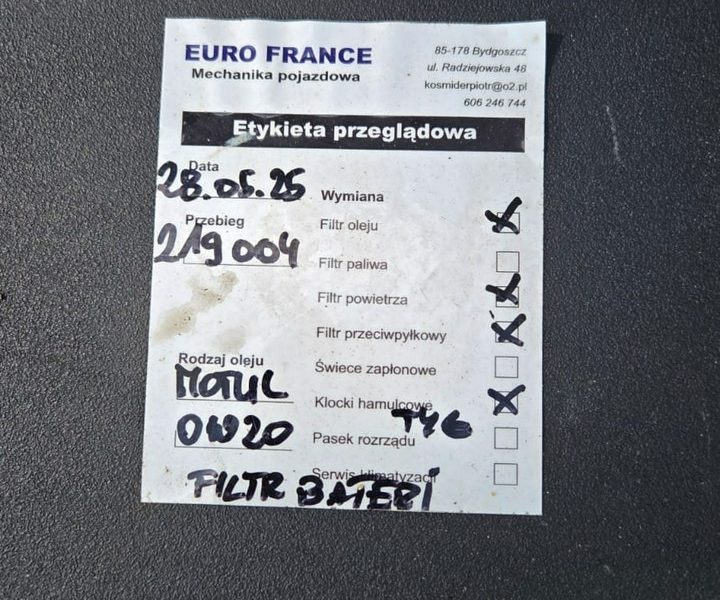 EURO FRANCE
Mechanika pojazdowa
85-178 Bydgoszcz
ul. Radziejowska 48
kosmiderpiotr@o2.pl
606 246 744
Etykieta przeglądowa
Data
28.05.25
Przebieg
219004
Rodzaj oleju
MOTUL
0W20
Wymiana
Filtr oleju
Filtr paliwa
Filtr powietrza
Filtr przeciwpyłkowy
Świece zapłonowe
Klocki hamulcowe
TYŁ
Pasek rozrządu
Serwis klimatyzacji
FILTR BATERI